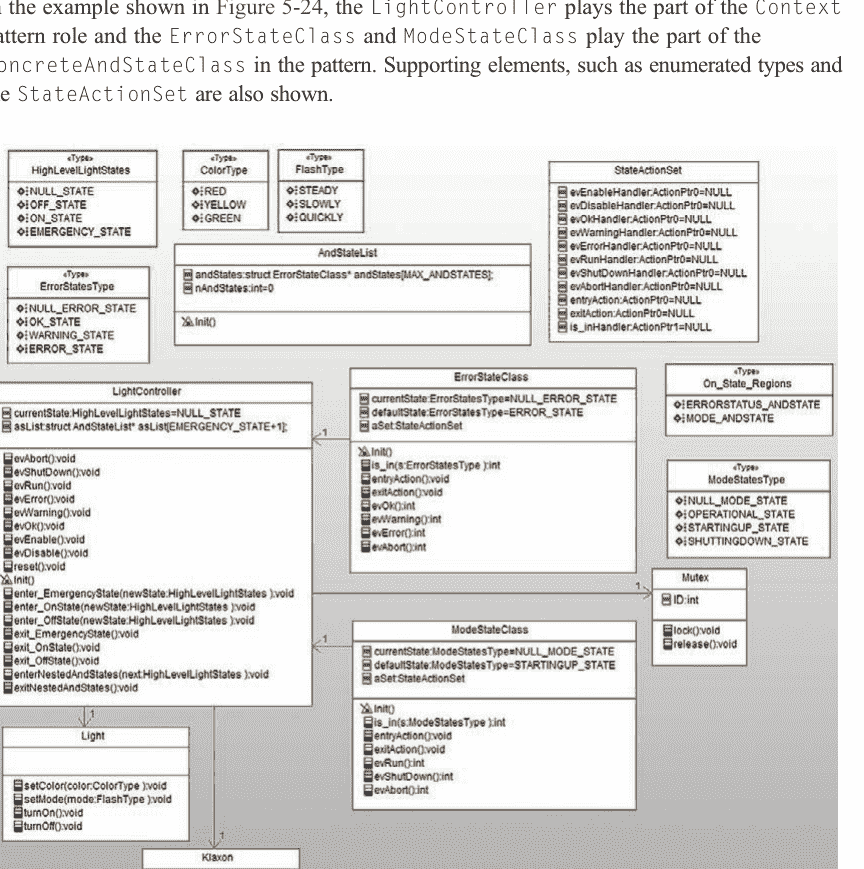 n the example shown in Figure 5-24, the LightController plays the part of the Context
attern role and the ErrorStateClass and ModeStateClass play the part of the
oncreteAndStateClass in the pattern. Supporting elements, such as enumerated types and
e StateActionSet are also shown.
«Type»
HighLevelLightStates
NULL_STATE
OFF_STATE
ON_STATE
EMERGENCY_STATE
«Type»
ColorType
RED
YELLOW
GREEN
«Type»
FlashType
STEADY
SLOWLY
QUICKLY
StateActionSet
evEnableHandler:ActionPtr0=NULL
evDisableHandler:ActionPtr0=NULL
evOkHandler:ActionPtr0=NULL
evWarningHandler:ActionPtr0=NULL
evErrorHandler:ActionPtr0=NULL
evRunHandler:ActionPtr0=NULL
evShutDownHandler:ActionPtr0=NULL
evAbortHandler:ActionPtr0=NULL
entryAction:ActionPtr0=NULL
exitAction:ActionPtr0=NULL
is_inHandler:ActionPtr1=NULL
AndStateList
andStates:struct ErrorStateClass* andStates[MAX_ANDSTATES];
nAndStates:int=0
Init()
«Type»
ErrorStatesType
NULL_ERROR_STATE
OK_STATE
WARNING_STATE
ERROR_STATE
LightController
currentState:HighLevelLightStates=NULL_STATE
asList:struct AndStateList* asList[EMERGENCY_STATE+1];
evAbort():void
evShutDown():void
evRun():void
evError():void
evWarning():void
evOk():void
evEnable():void
evDisable():void
reset():void
Init()
enter_EmergencyState(newState:HighLevelLightStates ):void
enter_OnState(newState:HighLevelLightStates ):void
enter_OffState(newState:HighLevelLightStates ):void
exit_EmergencyState():void
exit_OnState():void
exit_OffState():void
enterNestedAndStates(next:HighLevelLightStates ):void
exitNestedAndStates():void
1
ErrorStateClass
currentState:ErrorStatesType=NULL_ERROR_STATE
defaultState:ErrorStatesType=ERROR_STATE
aSet:StateActionSet
Init()
is_in(s:ErrorStatesType ):int
entryAction():void
exitAction():void
evOk():int
evWarning():int
evError():int
evAbort():int
«Type»
On_State_Regions
ERRORSTATUS_ANDSTATE
MODE_ANDSTATE
«Type»
ModeStatesType
NULL_MODE_STATE
OPERATIONAL_STATE
STARTINGUP_STATE
SHUTTINGDOWN_STATE
1
Mutex
ID:int
lock():void
release():void
1
ModeStateClass
currentState:ModeStatesType=NULL_MODE_STATE
defaultState:ModeStatesType=STARTINGUP_STATE
aSet:StateActionSet
Init()
is_in(s:ModeStatesType ):int
entryAction():void
exitAction():void
evRun():int
evShutDown():int
evAbort():int
1
Light
setColor(color:ColorType ):void
setMode(mode:FlashType ):void
turnOn():void
turnOff():void
1
Klaxon